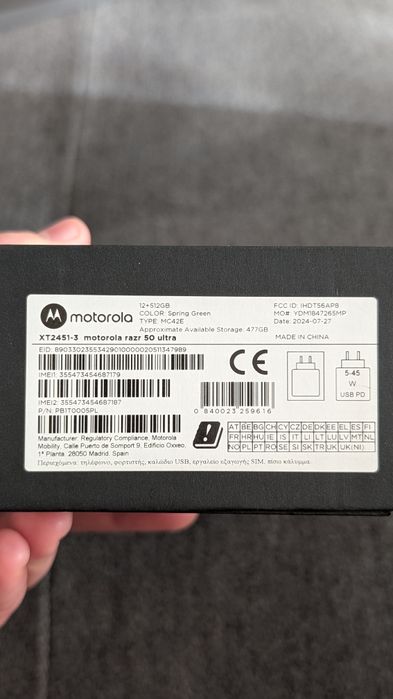 motorola
12+512GB
COLOR: Spring Green
TYPE: MC42E
Approximate Available Storage: 477GB
FCC ID: IHDT56AP8
MO#: YDM1847265MP
Date: 2024-07-27
XT2451-3 motorola razr 50 ultra
MADE IN CHINA
EID: 89033023553429010000020511347989
IMEI1: 355473454687179
IMEI2: 355473454687187
P/N: PB1T0005PL
CE
0 840023 259616
5-45
W
USB PD
Manufacturer: Regulatory Compliance, Motorola
Mobility, Calle Puerto de Somport 9, Edificio Oxxeo,
1ª Planta, 28050 Madrid. Spain
AT BE BG CH CY CZ DE DK EE EL ES FI
FR HR HU IE IS IT LI LT LU LV MT NL
NO PL PT RO SE SI SK TR UK UK(NI)
Περιεχόμενα: τηλέφωνο, φορτιστής, καλώδιο USB, εργαλείο εξαγωγής SIM, πίσω κάλυμμα